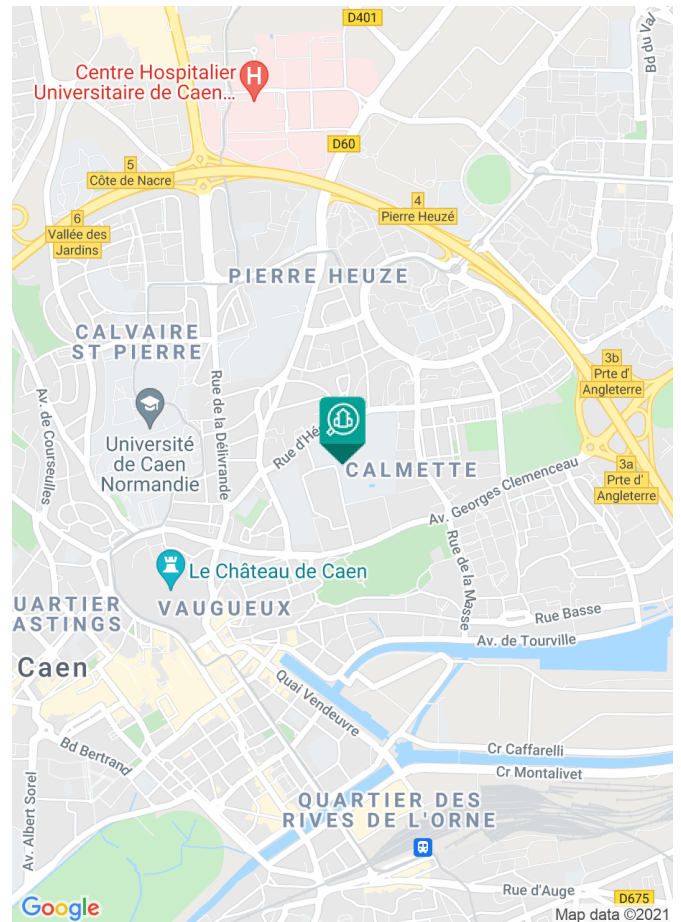 D401
Bd du Val
Centre Hospitalier
Universitaire de Caen...
H
D60
5
Côte de Nacre
4
Pierre Heuzé
6
Vallée des
Jardins
PIERRE HEUZE
CALVAIRE
ST PIERRE
3b
Prte d'
Angleterre
Av. de Courseulles
Rue de la Délivrande
Université
de Caen
Normandie
Rue d'Hé
CALMETTE
3a
Prte d'
Angleterre
Av. Georges Clemenceau
Rue de la Masse
Le Château de Caen
UARTIER
ASTINGS
VAUGUEUX
Rue Basse
Av. de Tourville
Caen
Quai Vendeuvre
Bd Bertrand
Cr Caffarelli
Cr Montalivet
Av. Albert Sorel
QUARTIER DES
RIVES DE L'ORNE
Rue d'Auge
D675
Google
Map data ©2021